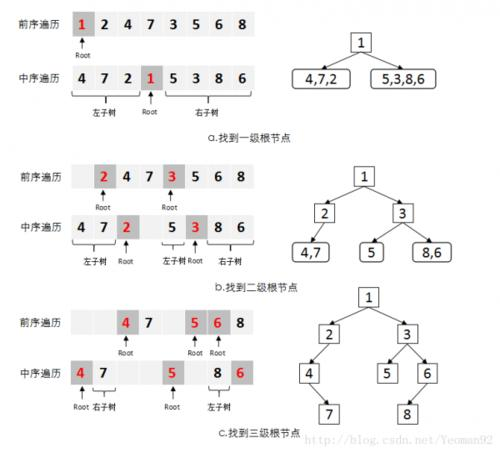 前序遍历 1 2 4 7 3 5 6 8
Root
1
中序遍历 4 7 2 1 5 3 8 6
4,7,2 5,3,8,6
左子树 Root 右子树
a.找到一级根节点
前序遍历 2 4 7 3 5 6 8
1
Root Root
2 3
中序遍历 4 7 2 5 3 8 6
4,7 5 8,6
左子树 Root 左子树 Root 右子树
b.找到二级根节点
1
前序遍历 4 7 5 6 8
2 3
Root Root Root
中序遍历 4 7 5 8 6
4 5 6
Root 右子树 Root 左子树 Root
7 8
c.找到三级根节点
http://blog.csdn.net/Yeoman92